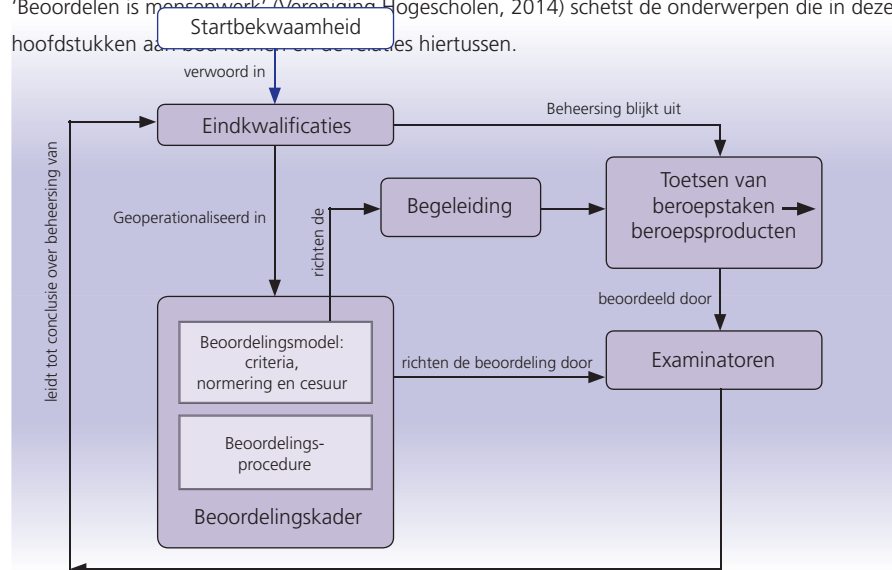 ‘Beoordelen is mensenwerk’ (Vereniging Hogescholen, 2014) schetst de onderwerpen die in deze
hoofdstukken aan bod komen en de relaties hiertussen.
Startbekwaamheid
verwoord in
Eindkwalificaties
Beheersing blijkt uit
Toetsen van
beroepstaken
beroepsproducten
Begeleiding
Geoperationaliseerd in
richten de
leidt tot conclusie over beheersing van
beoordeeld door
Beoordelingsmodel:
criteria,
normering en cesuur
richten de beoordeling door
Examinatoren
Beoordelings-
procedure
Beoordelingskader